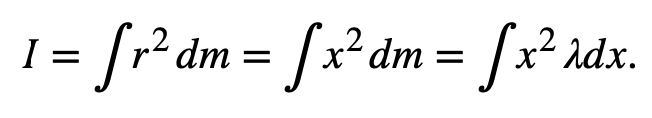 I = ∫r² dm = ∫x² dm = ∫x² λdx.